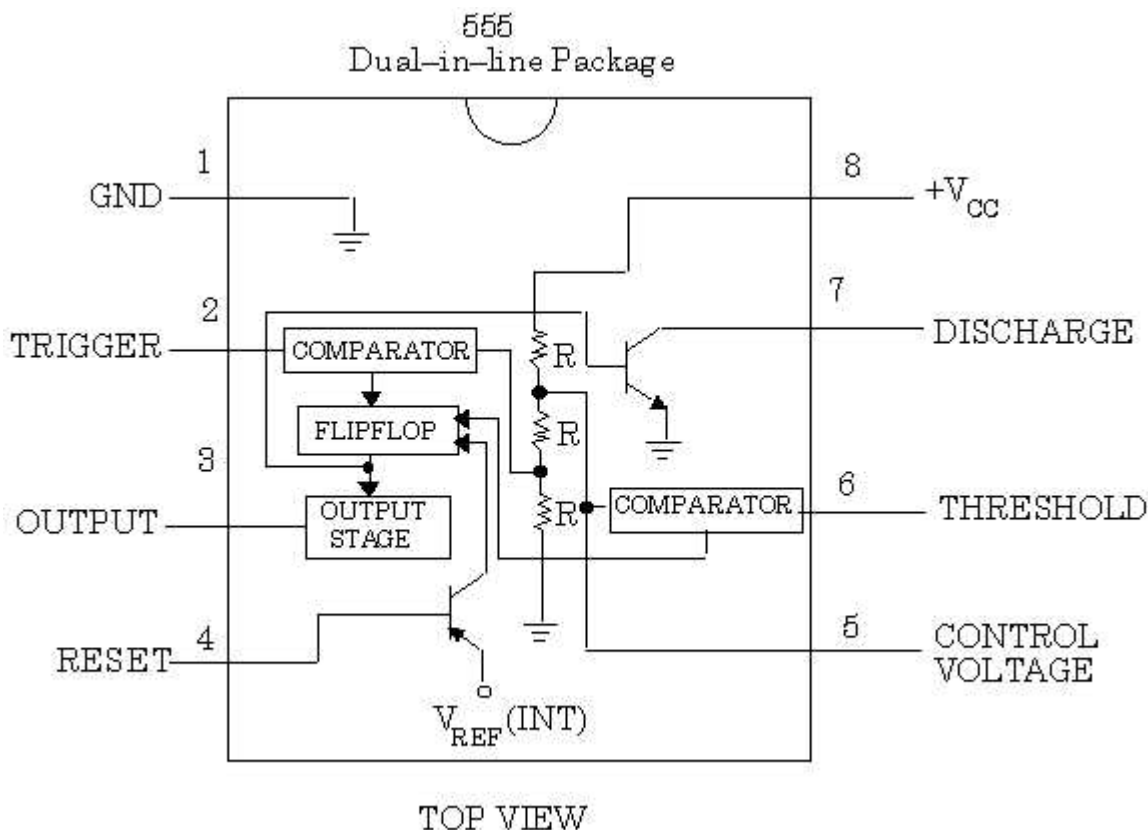 555
Dual–in–line Package
1
GND
8
+VCC
2
TRIGGER
COMPARATOR
R
7
DISCHARGE
FLIPFLOP
R
3
OUTPUT
OUTPUT
STAGE
R
COMPARATOR
6
THRESHOLD
4
RESET
5
CONTROL
VOLTAGE
VREF(INT)
TOP VIEW